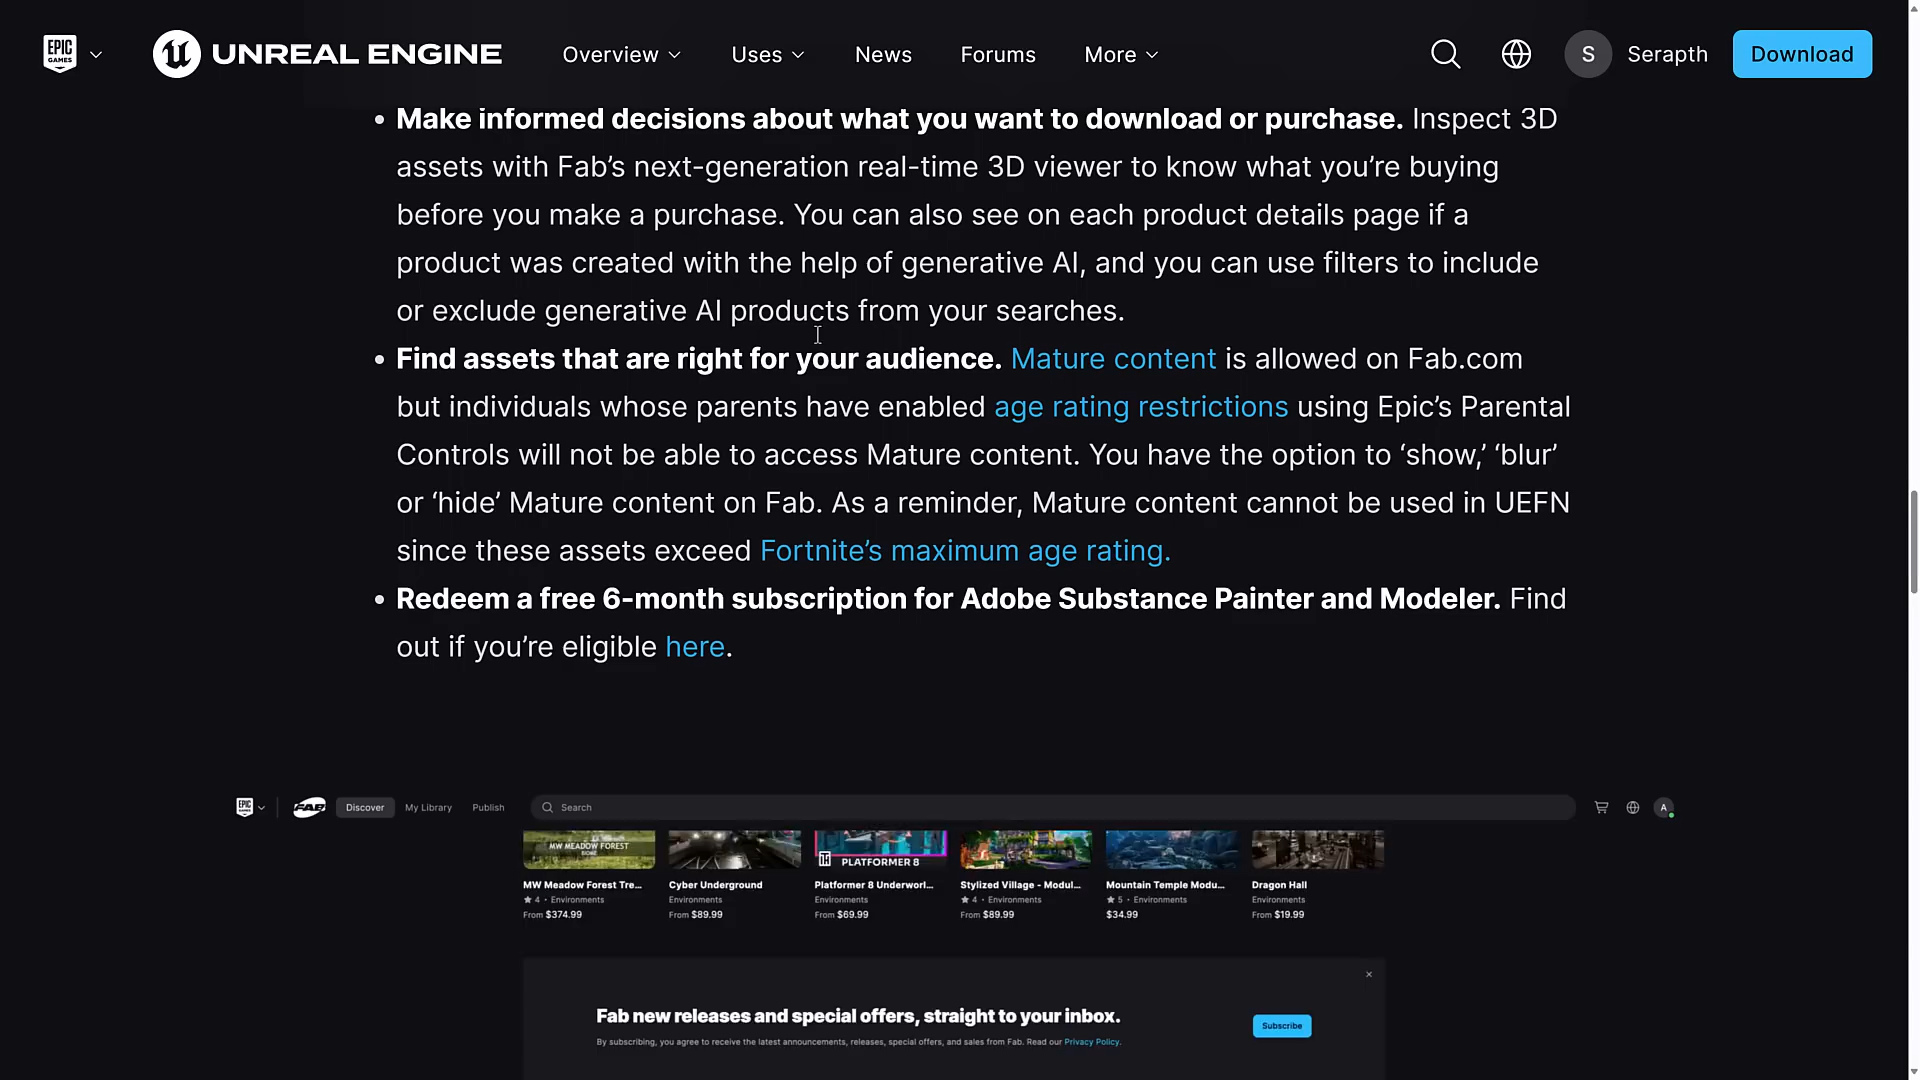 EPIC GAMES UNREAL ENGINE Overview Uses News Forums More S Serapth Download
• Make informed decisions about what you want to download or purchase. Inspect 3D
assets with Fab’s next-generation real-time 3D viewer to know what you’re buying
before you make a purchase. You can also see on each product details page if a
product was created with the help of generative AI, and you can use filters to include
or exclude generative AI products from your searches.
• Find assets that are right for your audience. Mature content is allowed on Fab.com
but individuals whose parents have enabled age rating restrictions using Epic’s Parental
Controls will not be able to access Mature content. You have the option to ‘show,’ ‘blur’
or ‘hide’ Mature content on Fab. As a reminder, Mature content cannot be used in UEFN
since these assets exceed Fortnite’s maximum age rating.
• Redeem a free 6-month subscription for Adobe Substance Painter and Modeler. Find
out if you’re eligible here.
EPIC GAMES FAB Discover My Library Publish Search A
MW MEADOW FOREST
PLATFORMER 8
MW Meadow Forest Tre... Cyber Underground Platformer 8 Underworl... Stylized Village - Modul... Mountain Temple Modu... Dragon Hall
★ 4 • Environments Environments Environments ★ 4 • Environments ★ 5 • Environments Environments
From $374.99 From $89.99 From $69.99 From $89.99 $34.99 From $19.99
Fab new releases and special offers, straight to your inbox.
Subscribe
By subscribing, you agree to receive the latest announcements, releases, special offers, and sales from Fab. Read our Privacy Policy.